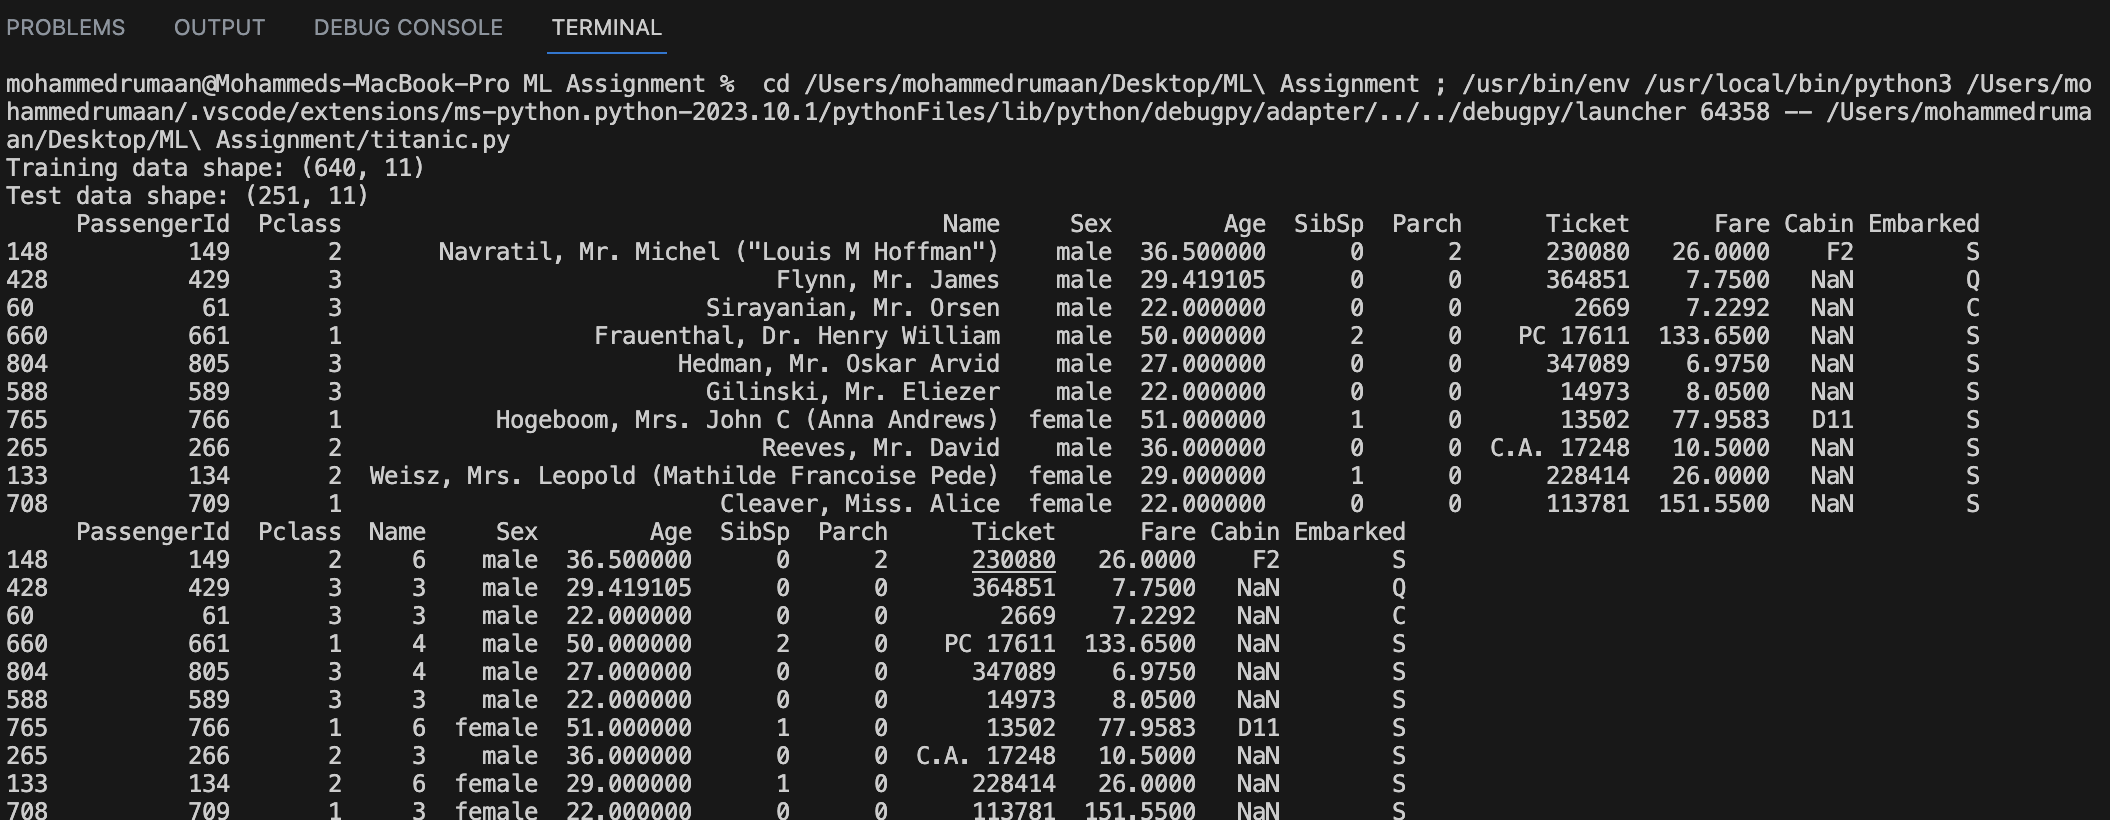 PROBLEMS OUTPUT DEBUG CONSOLE TERMINAL
mohammedrumaan@Mohammeds-MacBook-Pro ML Assignment %  cd /Users/mohammedrumaan/Desktop/ML\ Assignment ; /usr/bin/env /usr/local/bin/python3 /Users/mo
hammedrumaan/.vscode/extensions/ms-python.python-2023.10.1/pythonFiles/lib/python/debugpy/adapter/../../debugpy/launcher 64358 -- /Users/mohammedruma
an/Desktop/ML\ Assignment/titanic.py
Training data shape: (640, 11)
Test data shape: (251, 11)
PassengerId Pclass Name Sex Age SibSp Parch Ticket Fare Cabin Embarked
148 149 2 Navratil, Mr. Michel ("Louis M Hoffman") male 36.500000 0 2 230080 26.0000 F2 S
428 429 3 Flynn, Mr. James male 29.419105 0 0 364851 7.7500 NaN Q
60 61 3 Sirayanian, Mr. Orsen male 22.000000 0 0 2669 7.2292 NaN C
660 661 1 Frauenthal, Dr. Henry William male 50.000000 2 0 PC 17611 133.6500 NaN S
804 805 3 Hedman, Mr. Oskar Arvid male 27.000000 0 0 347089 6.9750 NaN S
588 589 3 Gilinski, Mr. Eliezer male 22.000000 0 0 14973 8.0500 NaN S
765 766 1 Hogeboom, Mrs. John C (Anna Andrews) female 51.000000 1 0 13502 77.9583 D11 S
265 266 2 Reeves, Mr. David male 36.000000 0 0 C.A. 17248 10.5000 NaN S
133 134 2 Weisz, Mrs. Leopold (Mathilde Francoise Pede) female 29.000000 1 0 228414 26.0000 NaN S
708 709 1 Cleaver, Miss. Alice female 22.000000 0 0 113781 151.5500 NaN S
PassengerId Pclass Name Sex Age SibSp Parch Ticket Fare Cabin Embarked
148 149 2 6 male 36.500000 0 2 230080 26.0000 F2 S
428 429 3 3 male 29.419105 0 0 364851 7.7500 NaN Q
60 61 3 3 male 22.000000 0 0 2669 7.2292 NaN C
660 661 1 4 male 50.000000 2 0 PC 17611 133.6500 NaN S
804 805 3 4 male 27.000000 0 0 347089 6.9750 NaN S
588 589 3 3 male 22.000000 0 0 14973 8.0500 NaN S
765 766 1 6 female 51.000000 1 0 13502 77.9583 D11 S
265 266 2 3 male 36.000000 0 0 C.A. 17248 10.5000 NaN S
133 134 2 6 female 29.000000 1 0 228414 26.0000 NaN S
708 709 1 3 female 22.000000 0 0 113781 151.5500 NaN S